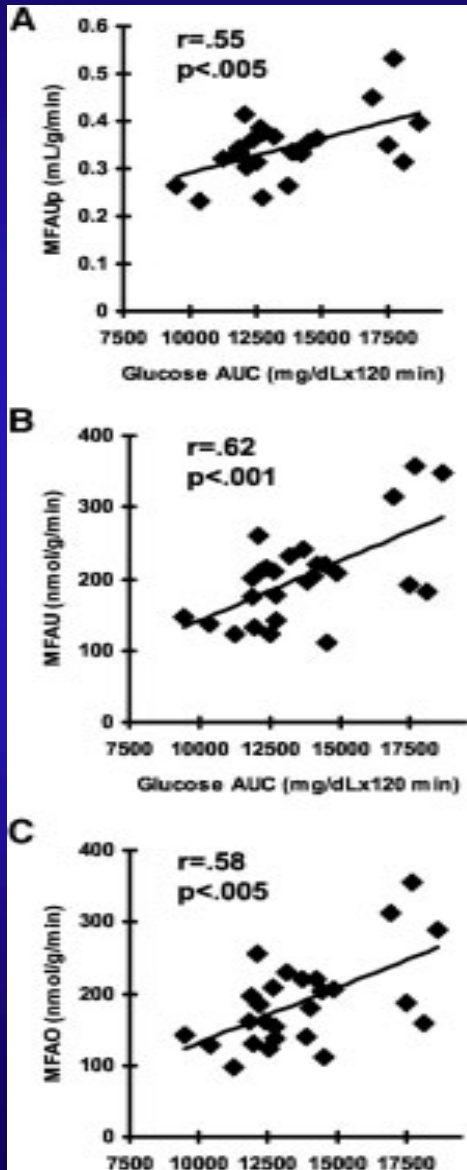 A
r=.55
p<.005
0.6
0.5
0.4
0.3
0.2
0.1
0
MFAUp (mL/g/min)
7500 10000 12500 15000 17500
Glucose AUC (mg/dLx120 min)
B
r=.62
p<.001
400
300
200
100
0
MFAU (nmol/g/min)
7500 10000 12500 15000 17500
Glucose AUC (mg/dLx120 min)
C
r=.58
p<.005
400
300
200
100
0
MFAO (nmol/g/min)
7500 10000 12500 15000 17500